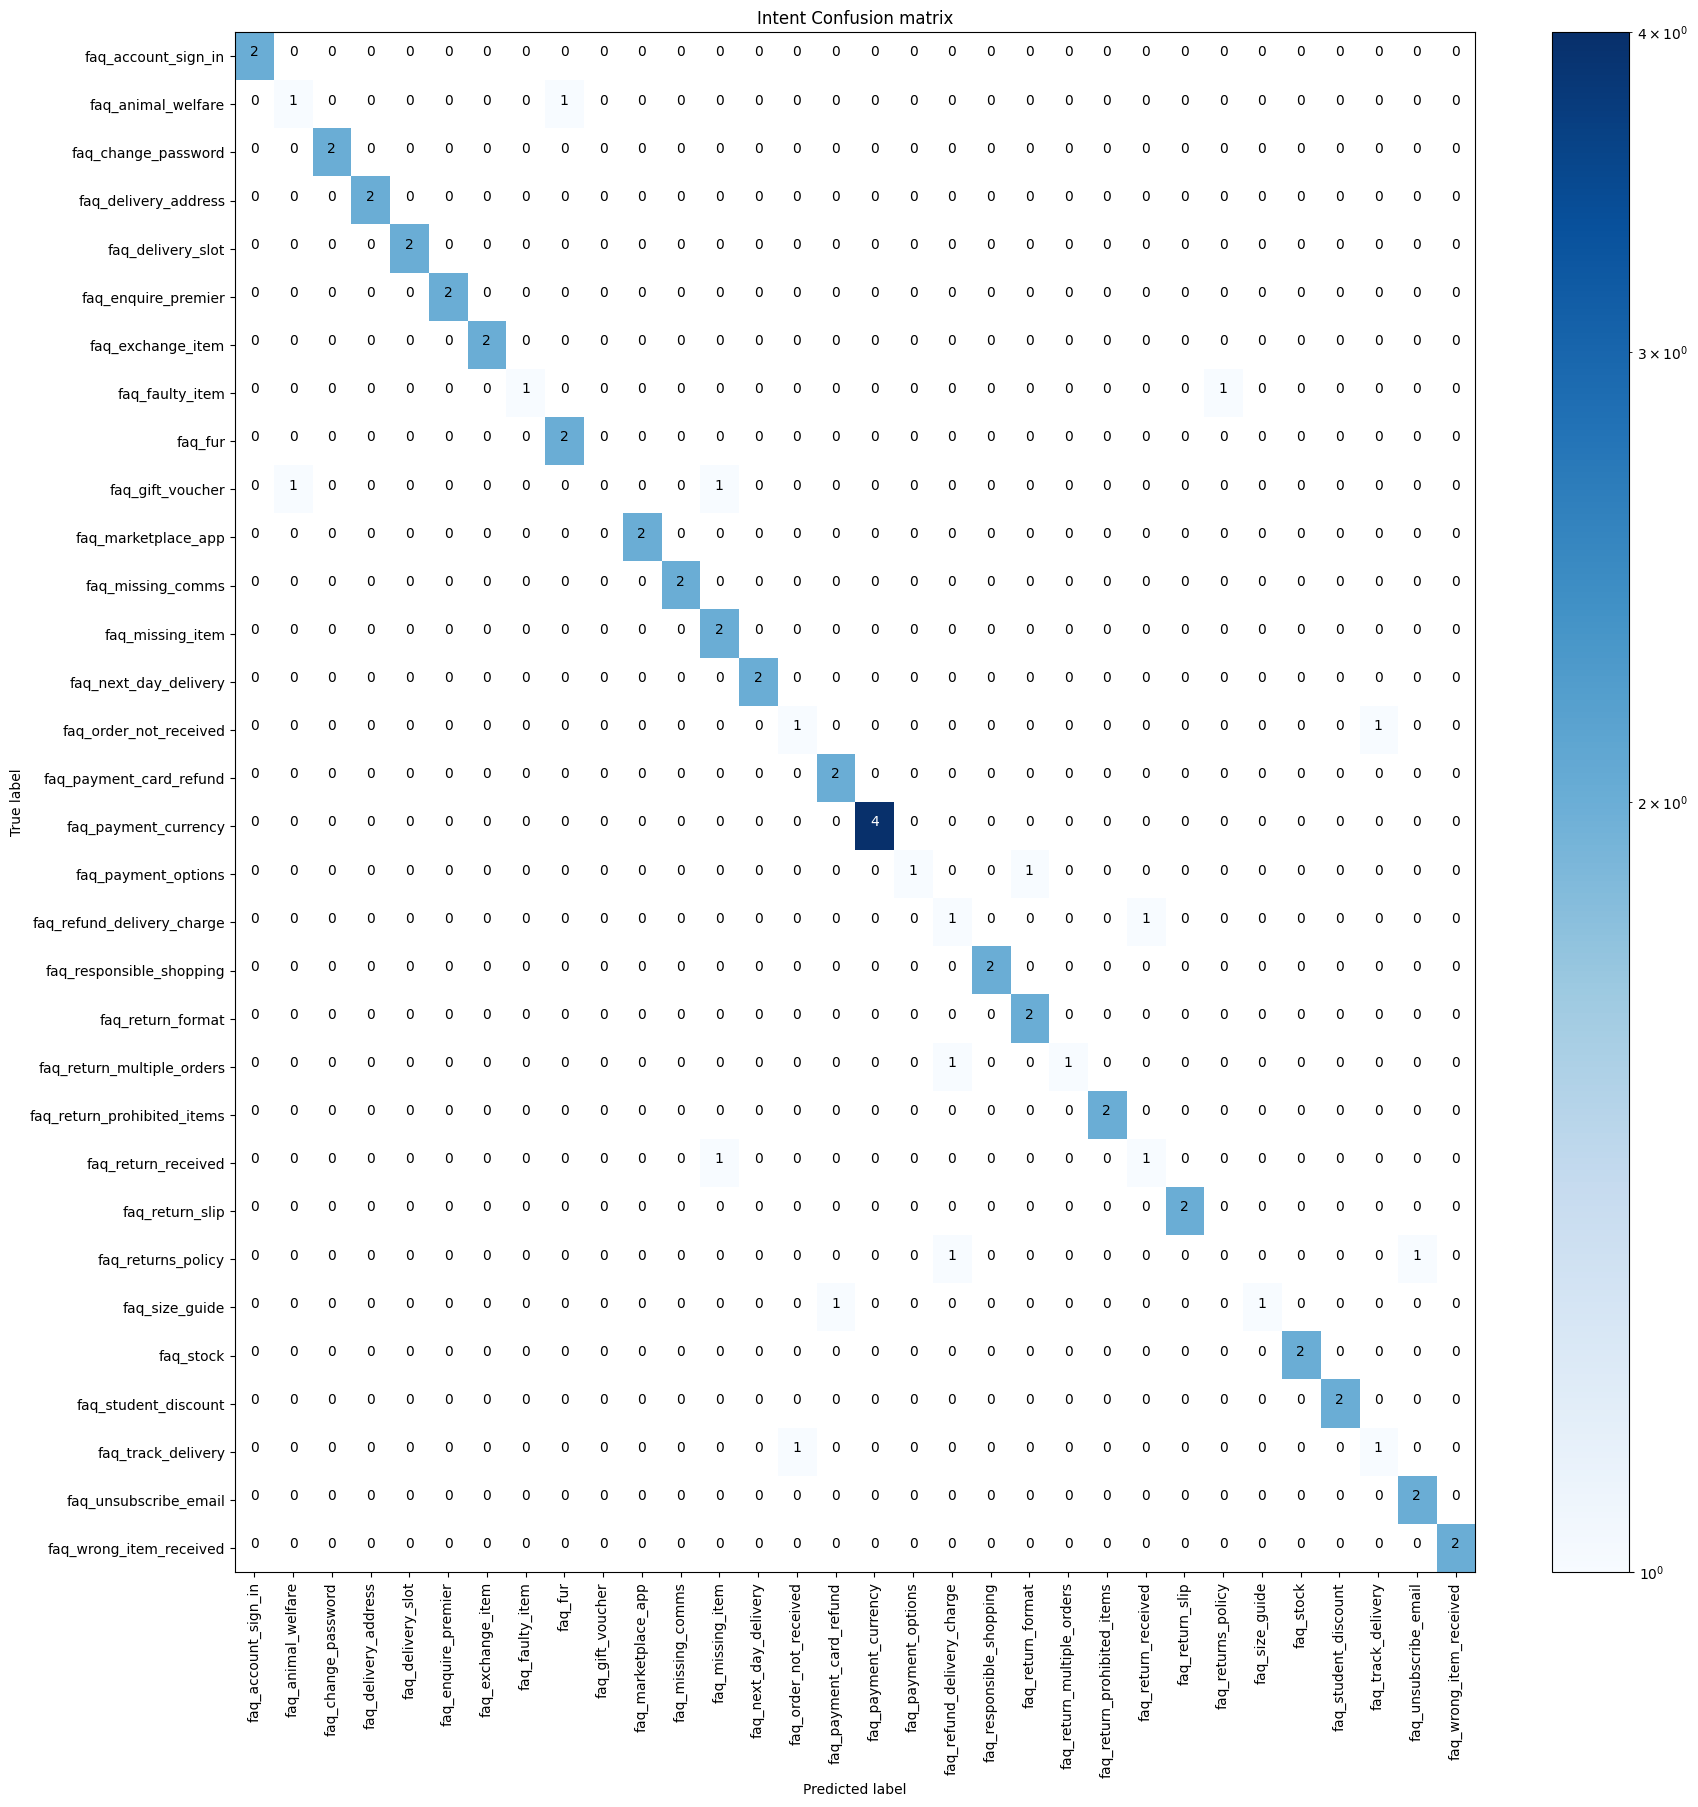 Intent Confusion matrix
faq_account_sign_in 2 0 0 0 0 0 0 0 0 0 0 0 0 0 0 0 0 0 0 0 0 0 0 0 0 0 0 0 0 0 0 0
faq_animal_welfare 0 1 0 0 0 0 0 0 1 0 0 0 0 0 0 0 0 0 0 0 0 0 0 0 0 0 0 0 0 0 0 0
faq_change_password 0 0 2 0 0 0 0 0 0 0 0 0 0 0 0 0 0 0 0 0 0 0 0 0 0 0 0 0 0 0 0 0
faq_delivery_address 0 0 0 2 0 0 0 0 0 0 0 0 0 0 0 0 0 0 0 0 0 0 0 0 0 0 0 0 0 0 0 0
faq_delivery_slot 0 0 0 0 2 0 0 0 0 0 0 0 0 0 0 0 0 0 0 0 0 0 0 0 0 0 0 0 0 0 0 0
faq_enquire_premier 0 0 0 0 0 2 0 0 0 0 0 0 0 0 0 0 0 0 0 0 0 0 0 0 0 0 0 0 0 0 0 0
faq_exchange_item 0 0 0 0 0 0 2 0 0 0 0 0 0 0 0 0 0 0 0 0 0 0 0 0 0 0 0 0 0 0 0 0
faq_faulty_item 0 0 0 0 0 0 0 1 0 0 0 0 0 0 0 0 0 0 0 0 0 0 0 0 0 1 0 0 0 0 0 0
faq_fur 0 0 0 0 0 0 0 0 2 0 0 0 0 0 0 0 0 0 0 0 0 0 0 0 0 0 0 0 0 0 0 0
faq_gift_voucher 0 1 0 0 0 0 0 0 0 0 0 0 1 0 0 0 0 0 0 0 0 0 0 0 0 0 0 0 0 0 0 0
faq_marketplace_app 0 0 0 0 0 0 0 0 0 0 2 0 0 0 0 0 0 0 0 0 0 0 0 0 0 0 0 0 0 0 0 0
faq_missing_comms 0 0 0 0 0 0 0 0 0 0 0 2 0 0 0 0 0 0 0 0 0 0 0 0 0 0 0 0 0 0 0 0
faq_missing_item 0 0 0 0 0 0 0 0 0 0 0 0 2 0 0 0 0 0 0 0 0 0 0 0 0 0 0 0 0 0 0 0
faq_next_day_delivery 0 0 0 0 0 0 0 0 0 0 0 0 0 2 0 0 0 0 0 0 0 0 0 0 0 0 0 0 0 0 0 0
faq_order_not_received 0 0 0 0 0 0 0 0 0 0 0 0 0 0 1 0 0 0 0 0 0 0 0 0 0 0 0 0 0 1 0 0
faq_payment_card_refund 0 0 0 0 0 0 0 0 0 0 0 0 0 0 0 2 0 0 0 0 0 0 0 0 0 0 0 0 0 0 0 0
faq_payment_currency 0 0 0 0 0 0 0 0 0 0 0 0 0 0 0 0 4 0 0 0 0 0 0 0 0 0 0 0 0 0 0 0
faq_payment_options 0 0 0 0 0 0 0 0 0 0 0 0 0 0 0 0 0 1 0 0 1 0 0 0 0 0 0 0 0 0 0 0
faq_refund_delivery_charge 0 0 0 0 0 0 0 0 0 0 0 0 0 0 0 0 0 0 1 0 0 0 0 1 0 0 0 0 0 0 0 0
faq_responsible_shopping 0 0 0 0 0 0 0 0 0 0 0 0 0 0 0 0 0 0 0 2 0 0 0 0 0 0 0 0 0 0 0 0
faq_return_format 0 0 0 0 0 0 0 0 0 0 0 0 0 0 0 0 0 0 0 0 2 0 0 0 0 0 0 0 0 0 0 0
faq_return_multiple_orders 0 0 0 0 0 0 0 0 0 0 0 0 0 0 0 0 0 0 1 0 0 1 0 0 0 0 0 0 0 0 0 0
faq_return_prohibited_items 0 0 0 0 0 0 0 0 0 0 0 0 0 0 0 0 0 0 0 0 0 0 2 0 0 0 0 0 0 0 0 0
faq_return_received 0 0 0 0 0 0 0 0 0 0 0 0 1 0 0 0 0 0 0 0 0 0 0 1 0 0 0 0 0 0 0 0
faq_return_slip 0 0 0 0 0 0 0 0 0 0 0 0 0 0 0 0 0 0 0 0 0 0 0 0 2 0 0 0 0 0 0 0
faq_returns_policy 0 0 0 0 0 0 0 0 0 0 0 0 0 0 0 0 0 0 1 0 0 0 0 0 0 0 0 0 0 0 1 0
faq_size_guide 0 0 0 0 0 0 0 0 0 0 0 0 0 0 0 1 0 0 0 0 0 0 0 0 0 0 1 0 0 0 0 0
faq_stock 0 0 0 0 0 0 0 0 0 0 0 0 0 0 0 0 0 0 0 0 0 0 0 0 0 0 0 2 0 0 0 0
faq_student_discount 0 0 0 0 0 0 0 0 0 0 0 0 0 0 0 0 0 0 0 0 0 0 0 0 0 0 0 0 2 0 0 0
faq_track_delivery 0 0 0 0 0 0 0 0 0 0 0 0 0 0 1 0 0 0 0 0 0 0 0 0 0 0 0 0 0 1 0 0
faq_unsubscribe_email 0 0 0 0 0 0 0 0 0 0 0 0 0 0 0 0 0 0 0 0 0 0 0 0 0 0 0 0 0 0 2 0
faq_wrong_item_received 0 0 0 0 0 0 0 0 0 0 0 0 0 0 0 0 0 0 0 0 0 0 0 0 0 0 0 0 0 0 0 2
True label
faq_account_sign_in
faq_animal_welfare
faq_change_password
faq_delivery_address
faq_delivery_slot
faq_enquire_premier
faq_exchange_item
faq_faulty_item
faq_fur
faq_gift_voucher
faq_marketplace_app
faq_missing_comms
faq_missing_item
faq_next_day_delivery
faq_order_not_received
faq_payment_card_refund
faq_payment_currency
faq_payment_options
faq_refund_delivery_charge
faq_responsible_shopping
faq_return_format
faq_return_multiple_orders
faq_return_prohibited_items
faq_return_received
faq_return_slip
faq_returns_policy
faq_size_guide
faq_stock
faq_student_discount
faq_track_delivery
faq_unsubscribe_email
faq_wrong_item_received
Predicted label
4 × 10⁰
3 × 10⁰
2 × 10⁰
10⁰